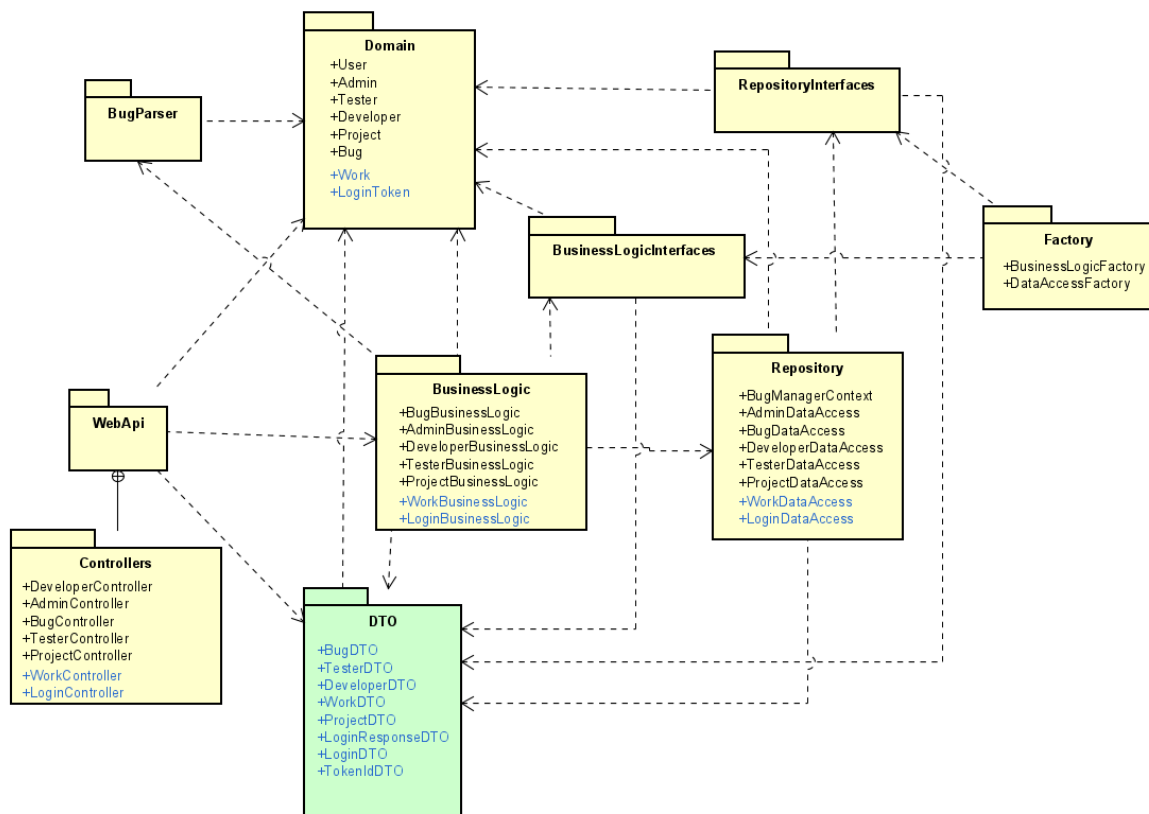 Domain
+User
+Admin
+Tester
+Developer
+Project
+Bug
+Work
+LoginToken
BugParser
RepositoryInterfaces
BusinessLogicInterfaces
Factory
+BusinessLogicFactory
+DataAccessFactory
WebApi
BusinessLogic
+BugBusinessLogic
+AdminBusinessLogic
+DeveloperBusinessLogic
+TesterBusinessLogic
+ProjectBusinessLogic
+WorkBusinessLogic
+LoginBusinessLogic
Repository
+BugManagerContext
+AdminDataAccess
+BugDataAccess
+DeveloperDataAccess
+TesterDataAccess
+ProjectDataAccess
+WorkDataAccess
+LoginDataAccess
Controllers
+DeveloperController
+AdminController
+BugController
+TesterController
+ProjectController
+WorkController
+LoginController
DTO
+BugDTO
+TesterDTO
+DeveloperDTO
+WorkDTO
+ProjectDTO
+LoginResponseDTO
+LoginDTO
+TokenIdDTO